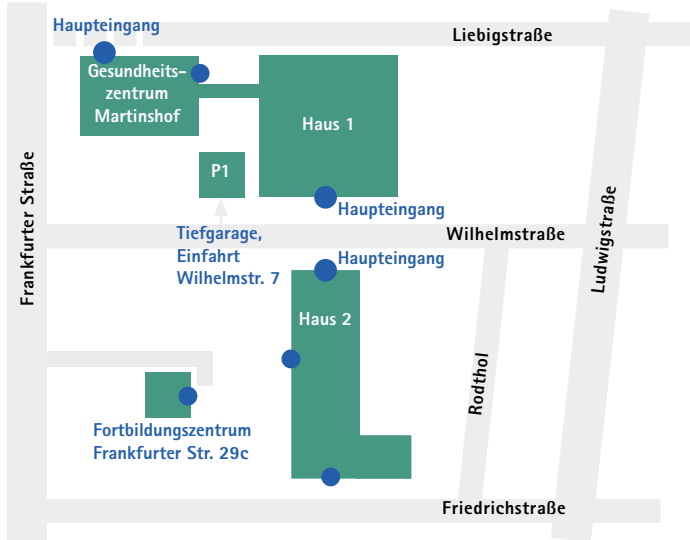 Haupteingang
Liebigstraße
Gesundheits-
zentrum
Martinshof
Haus 1
P1
Haupteingang
Frankfurter Straße
Tiefgarage,
Einfahrt
Wilhelmstr. 7
Wilhelmstraße
Ludwigstraße
Haupteingang
Haus 2
Rodthol
Fortbildungszentrum
Frankfurter Str. 29c
Friedrichstraße